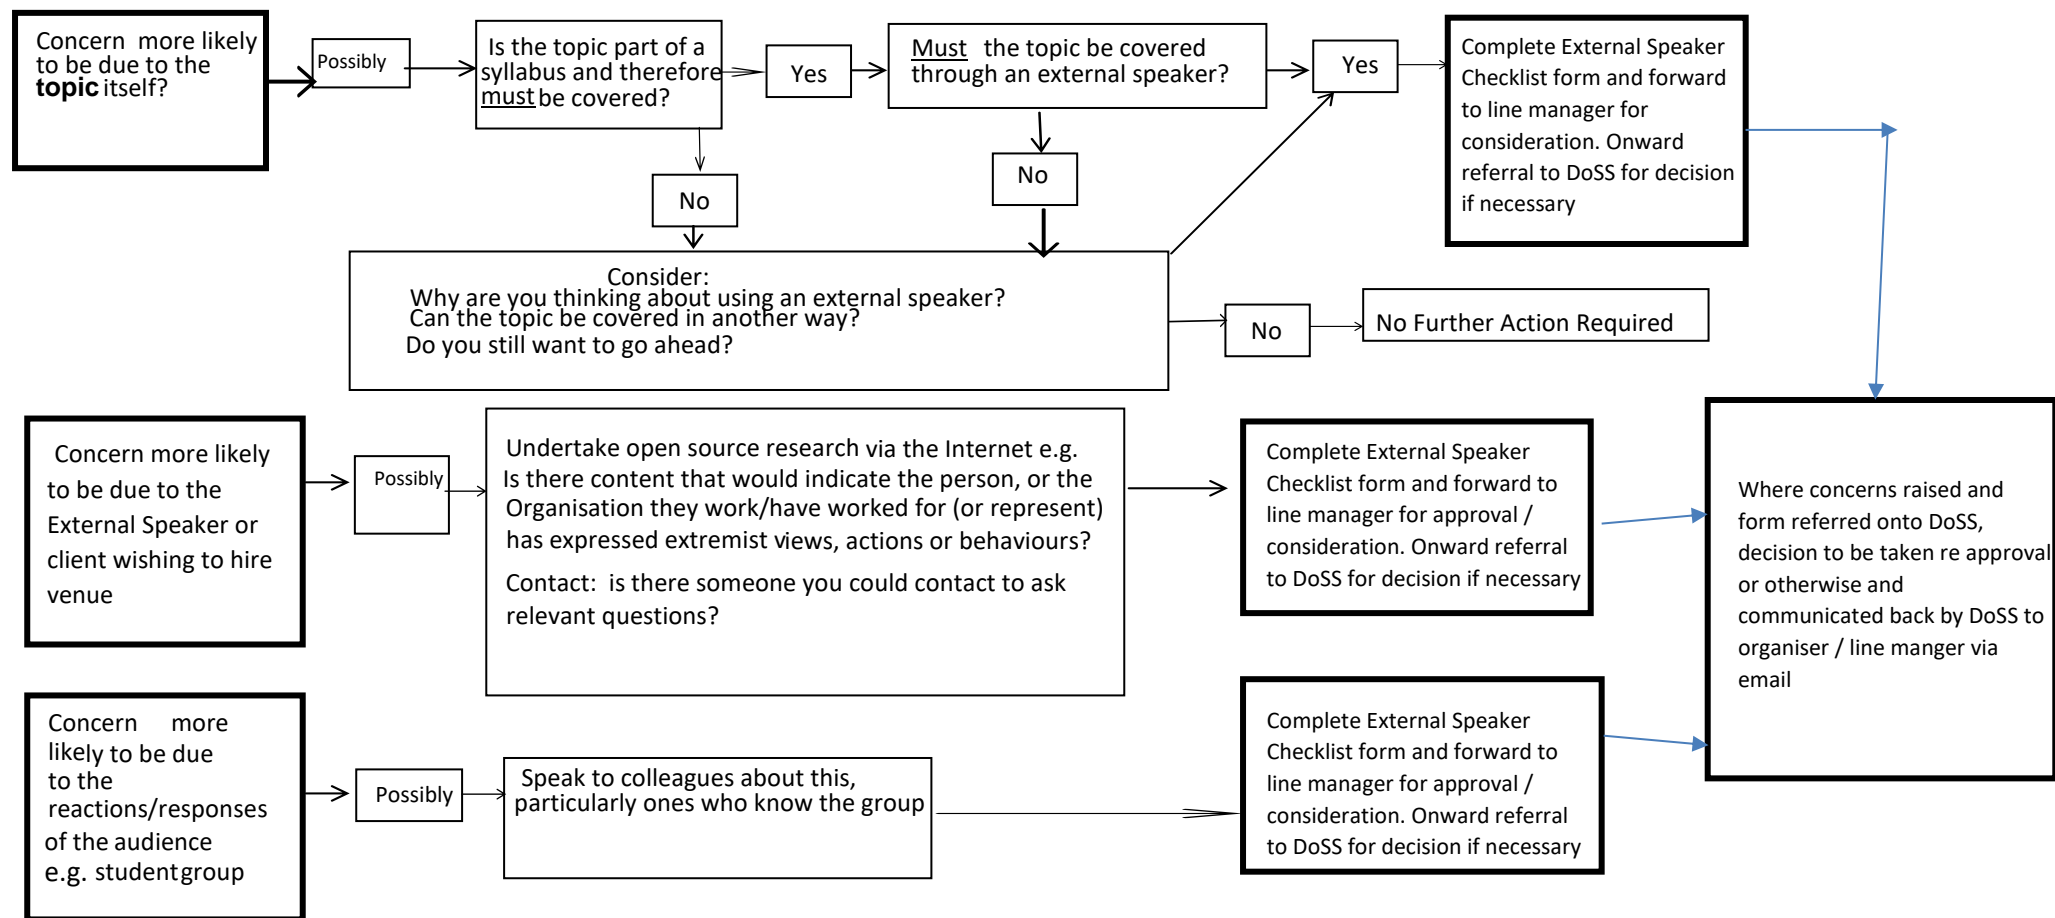 Concern more likely
to be due to the
topic itself?
Possibly
Is the topic part of a
syllabus and therefore
must be covered?
Yes
Must the topic be covered
through an external speaker?
Yes
Complete External Speaker
Checklist form and forward
to line manager for
consideration. Onward
referral to DoSS for decision
if necessary
No
No
Consider:
Why are you thinking about using an external speaker?
Can the topic be covered in another way?
Do you still want to go ahead?
No
No Further Action Required
Concern more likely
to be due to the
External Speaker or
client wishing to hire
venue
Possibly
Undertake open source research via the Internet e.g.
Is there content that would indicate the person, or the
Organisation they work/have worked for (or represent)
has expressed extremist views, actions or behaviours?
Contact: is there someone you could contact to ask
relevant questions?
Complete External Speaker
Checklist form and forward to
line manager for approval /
consideration. Onward referral
to DoSS for decision if necessary
Where concerns raised and
form referred onto DoSS,
decision to be taken re approval
or otherwise and
communicated back by DoSS to
organiser / line manger via
email
Concern more
likely to be due
to the
reactions/responses
of the audience
e.g. student group
Possibly
Speak to colleagues about this,
particularly ones who know the group
Complete External Speaker
Checklist form and forward to
line manager for approval /
consideration. Onward referral
to DoSS for decision if necessary